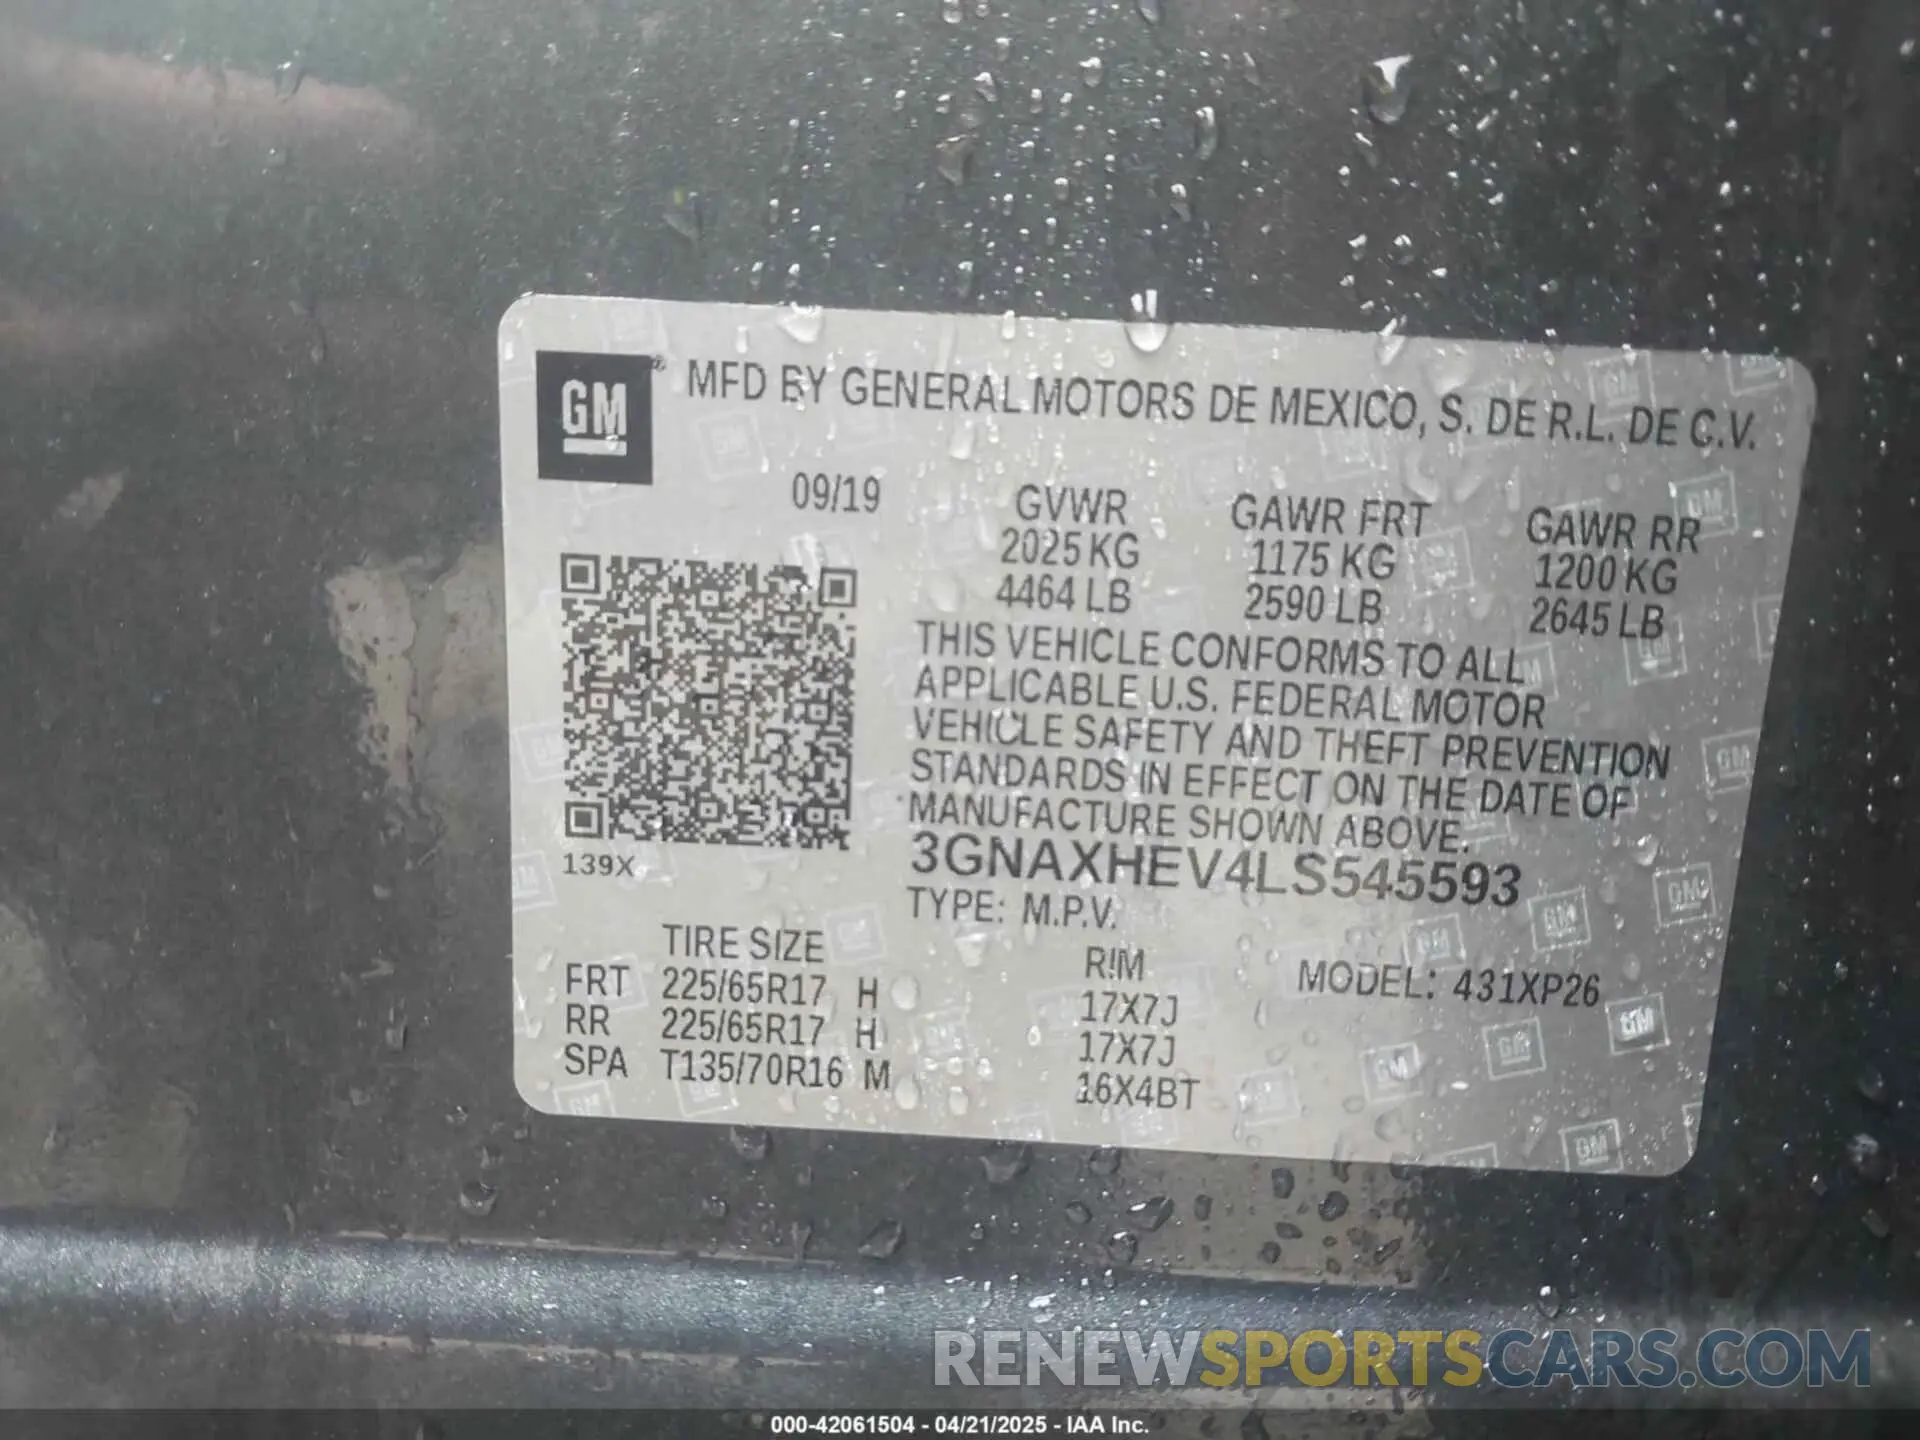 GM ® MFD BY GENERAL MOTORS DE MEXICO, S. DE R.L. DE C.V.
09/19
GVWR GAWR FRT GAWR RR
2025 KG 1175 KG 1200 KG
4464 LB 2590 LB 2645 LB
THIS VEHICLE CONFORMS TO ALL
APPLICABLE U.S. FEDERAL MOTOR
VEHICLE SAFETY AND THEFT PREVENTION
STANDARDS IN EFFECT ON THE DATE OF
MANUFACTURE SHOWN ABOVE.
139X
3GNAXHEV4LS545593
TYPE: M.P.V.
TIRE SIZE RIM MODEL: 431XP26
FRT 225/65R17 H 17X7J
RR 225/65R17 H 17X7J
SPA T135/70R16 M 16X4BT
RENEWSPORTSCARS.COM
000-42061504 - 04/21/2025 - IAA Inc.